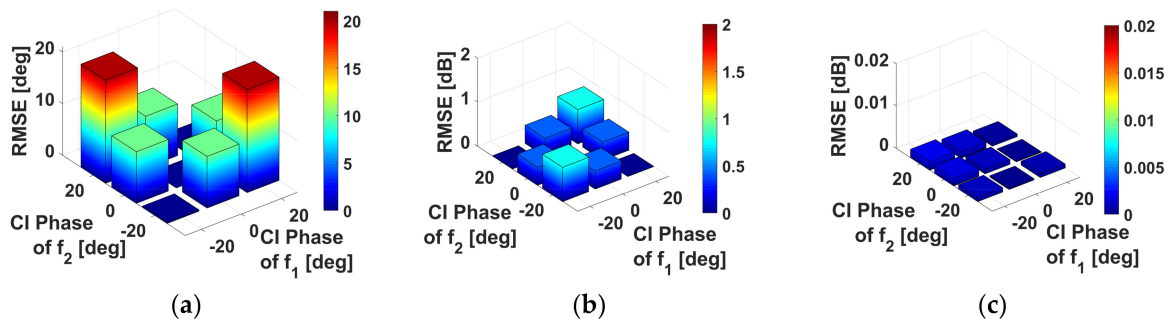 RMSE [deg]
20
10
0
20
0
-20
CI Phase
of f2 [deg]
-20
0
20
CI Phase
of f1 [deg]
20
15
10
5
0
(a)
RMSE [dB]
2
1
0
20
0
-20
CI Phase
of f2 [deg]
-20
0
20
CI Phase
of f1 [deg]
2
1.5
1
0.5
0
(b)
RMSE [dB]
0.02
0.01
0
20
0
-20
CI Phase
of f2 [deg]
-20
0
20
CI Phase
of f1 [deg]
0.02
0.015
0.01
0.005
0
(c)